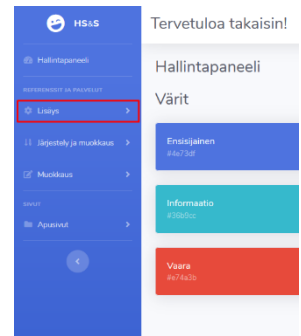 HS&S
Tervetuloa takaisin!
Hallintapaneeli
REFERENSSIT JA PALVELUT
Lisäys
Järjestely ja muokkaus
Muokkaus
SIVUT
Apusivut
Hallintapaneeli
Värit
Ensisijainen
#4e73df
Informaatio
#36b9cc
Vaara
#e74a3b